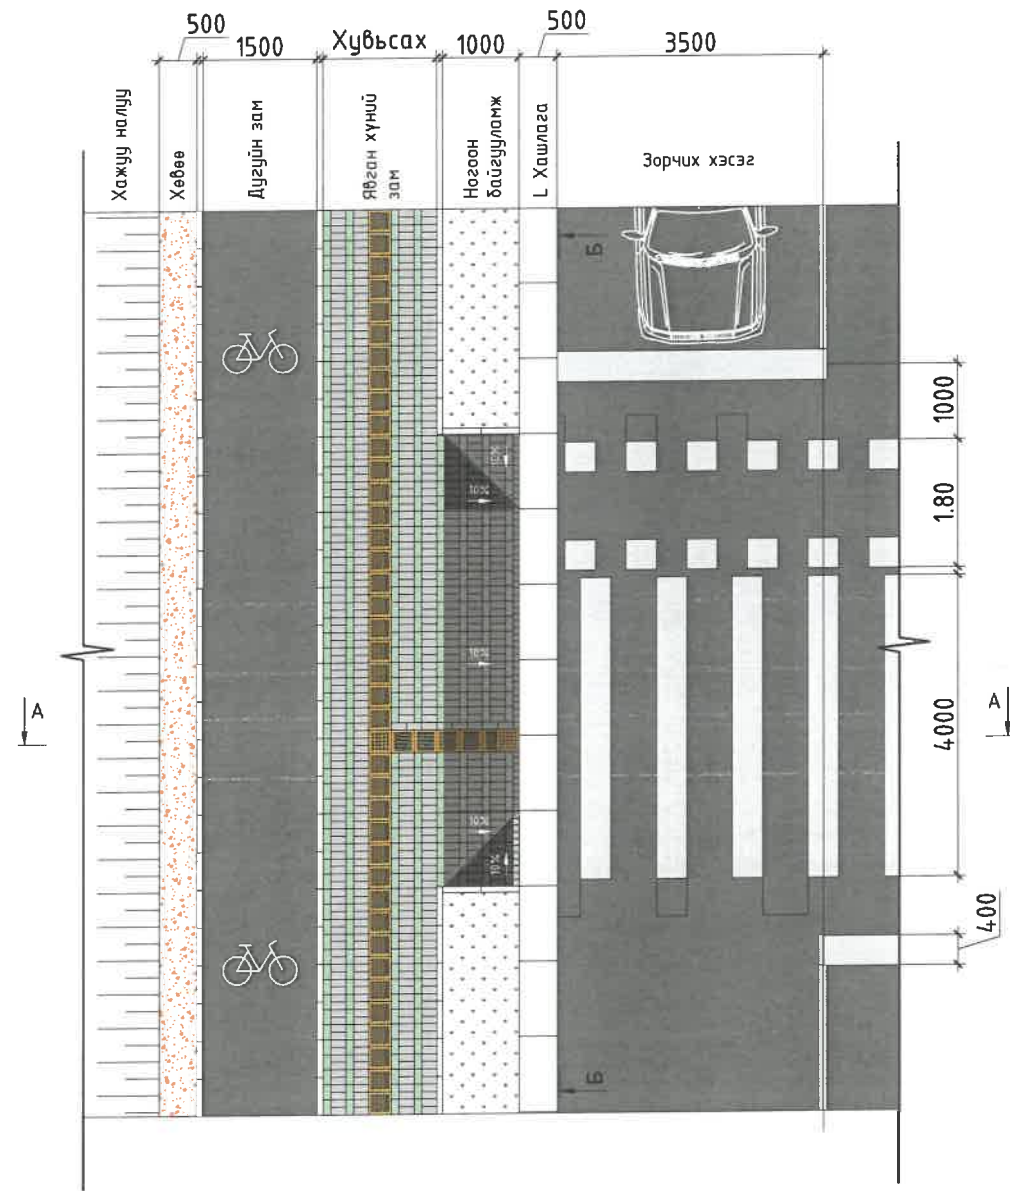 500
1500
Хувьсах
1000
500
3500
Хажуу налуу
Хөвөө
Дугуйн зам
Явган хүний
зам
Ногоон
байгууламж
L Хашлага
Зорчих хэсэг
Б
1000
10%
10%
1.80
10%
А
А
4000
10%
10%
400
Б